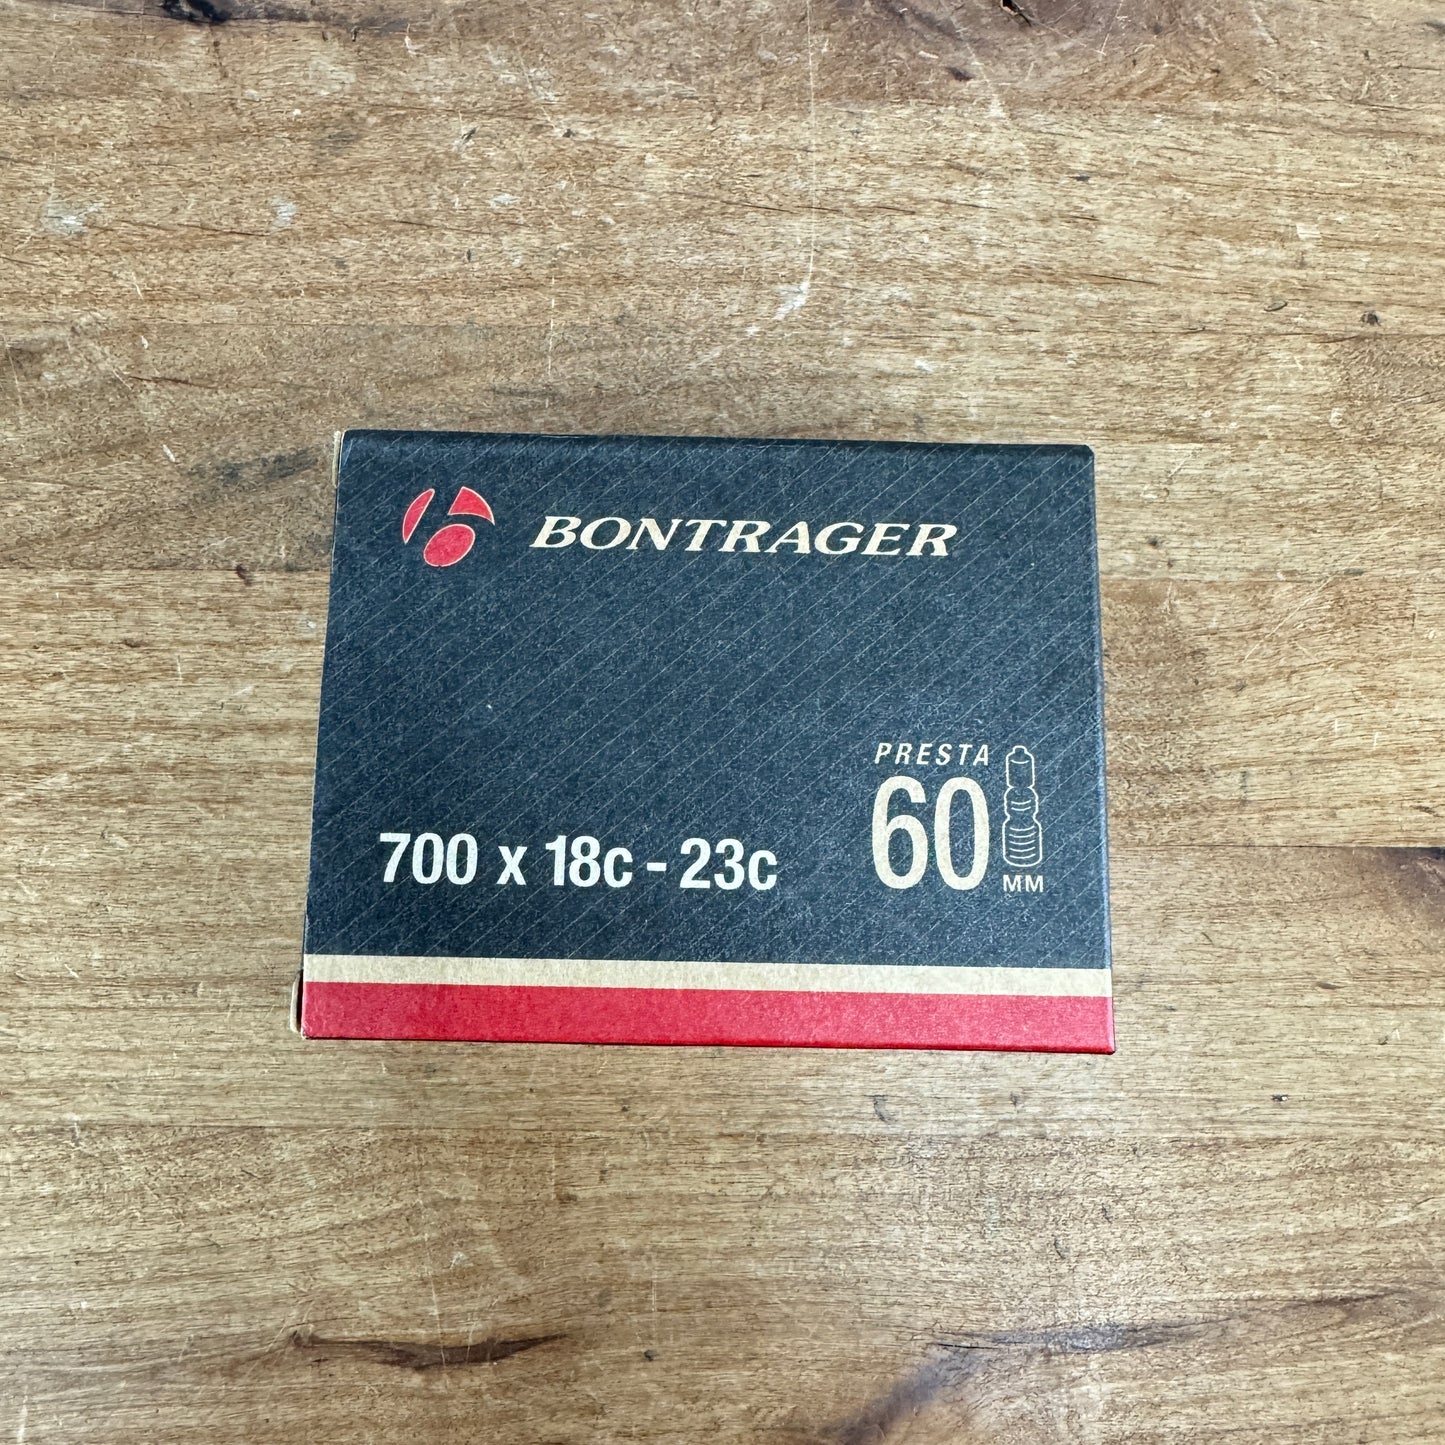 BONTRAGER
PRESTA
60 MM
700 x 18c - 23c